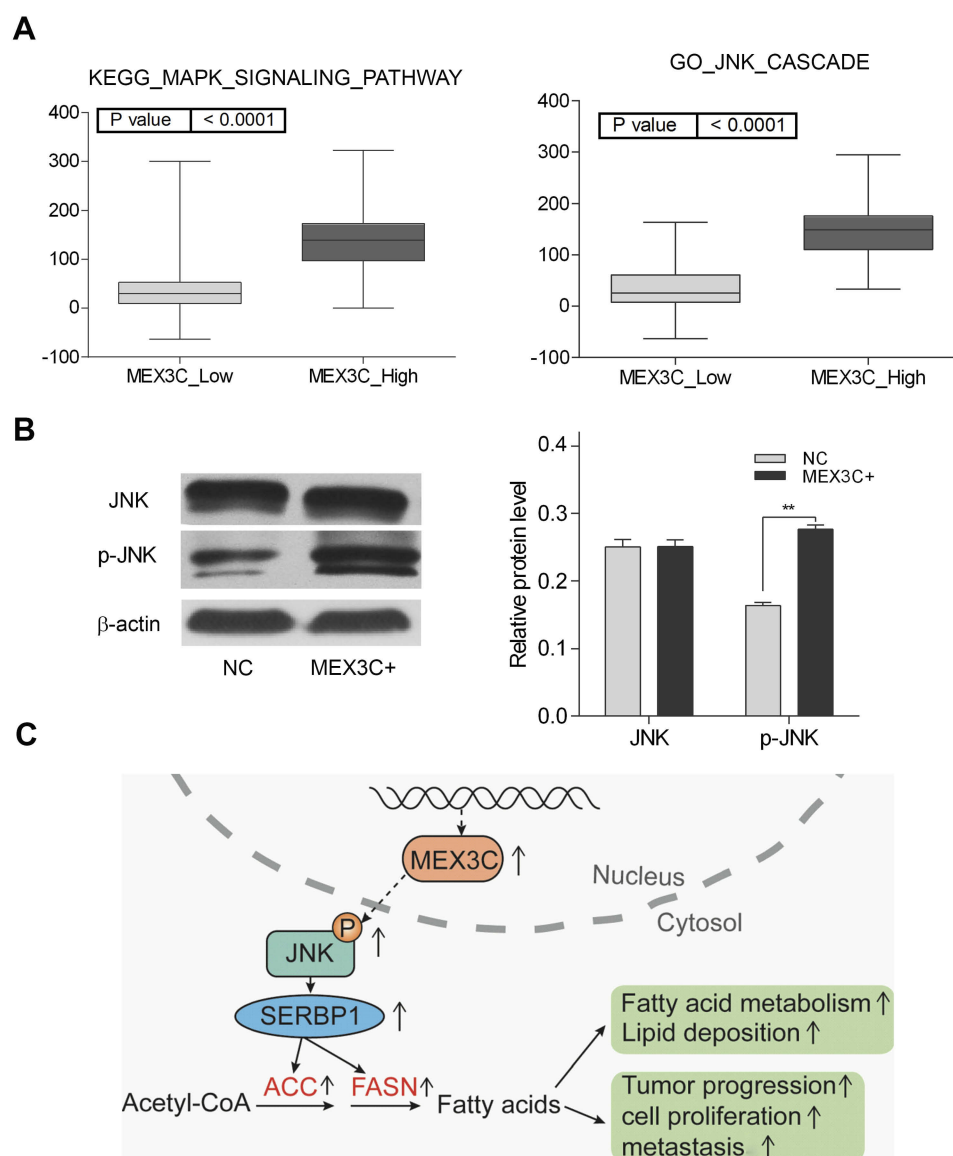 A
KEGG_MAPK_SIGNALING_PATHWAY
P value < 0.0001
400
300
200
100
0
-100
MEX3C_Low MEX3C_High
GO_JNK_CASCADE
P value < 0.0001
400
300
200
100
0
-100
MEX3C_Low MEX3C_High
B
JNK
p-JNK
β-actin
NC MEX3C+
Relative protein level
0.4
0.3
0.2
0.1
0.0
NC
MEX3C+
**
JNK p-JNK
C
MEX3C ↑
Nucleus
Cytosol
P ↑
JNK
SERBP1 ↑
ACC ↑ FASN ↑
Acetyl-CoA Fatty acids
Fatty acid metabolism ↑
Lipid deposition ↑
Tumor progression ↑
cell proliferation ↑
metastasis. ↑